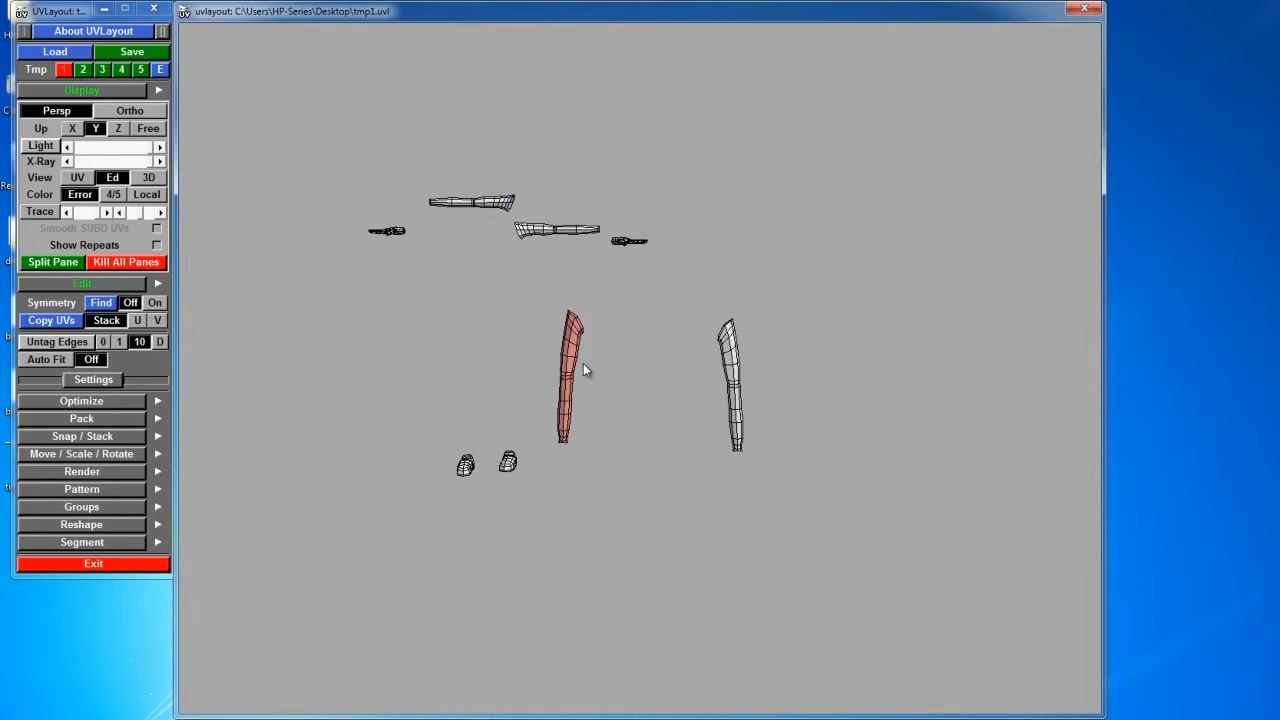 UVLayout: t...
uvlayout: C:\Users\HP-Series\Desktop\tmp1.uvl
About UVLayout
Load Save
Tmp 1 2 3 4 5 E
Display
Persp Ortho
Up X Y Z Free
Light
X-Ray
View UV Ed 3D
Color Error 4/5 Local
Trace
Smooth SUBD UVs
Show Repeats
Split Pane Kill All Panes
Edit
Symmetry Find Off On
Copy UVs Stack U V
Untag Edges 0 1 10 D
Auto Fit Off
Settings
Optimize
Pack
Snap / Stack
Move / Scale / Rotate
Render
Pattern
Groups
Reshape
Segment
Exit